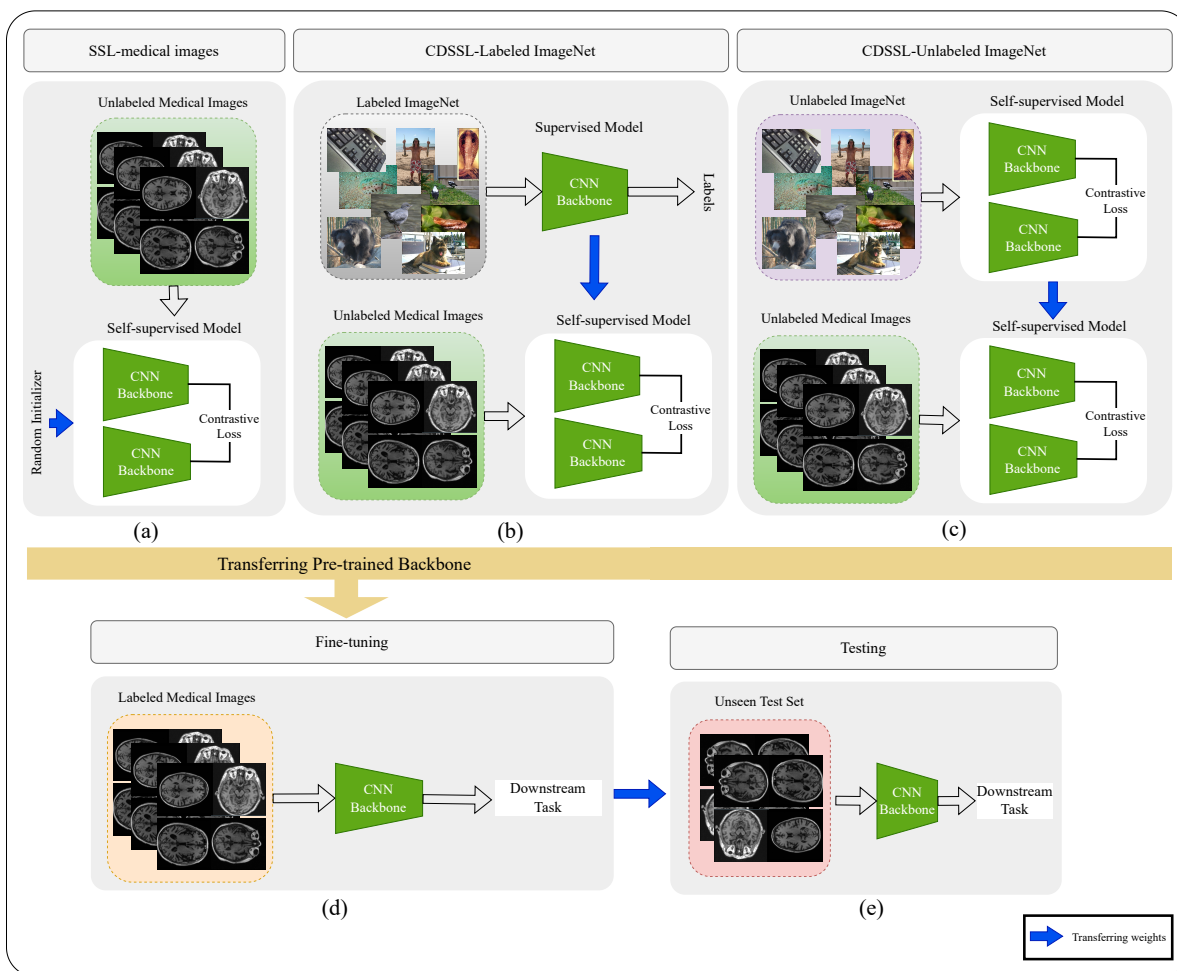 SSL-medical images
Unlabeled Medical Images
Self-supervised Model
Random Initializer
CNN
Backbone
CNN
Backbone
Contrastive
Loss
(a)
CDSSL-Labeled ImageNet
Labeled ImageNet
Supervised Model
CNN
Backbone
Labels
Unlabeled Medical Images
Self-supervised Model
CNN
Backbone
CNN
Backbone
Contrastive
Loss
(b)
CDSSL-Unlabeled ImageNet
Unlabeled ImageNet
Self-supervised Model
CNN
Backbone
CNN
Backbone
Contrastive
Loss
Unlabeled Medical Images
Self-supervised Model
CNN
Backbone
CNN
Backbone
Contrastive
Loss
(c)
Transferring Pre-trained Backbone
Fine-tuning
Labeled Medical Images
CNN
Backbone
Downstream
Task
(d)
Testing
Unseen Test Set
CNN
Backbone
Downstream
Task
(e)
Transferring weights